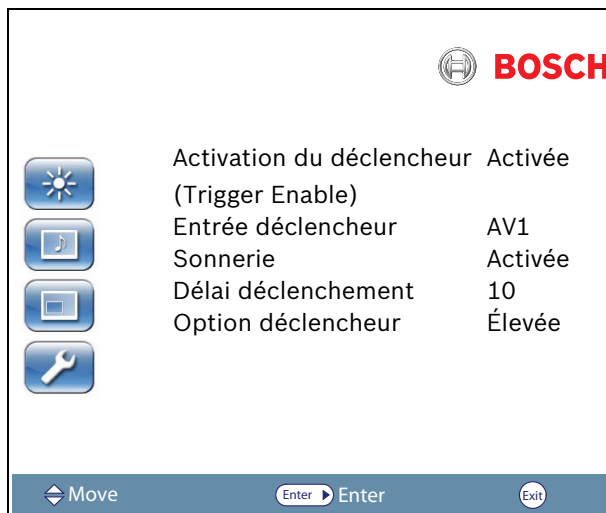 BOSCH
Activation du déclencheur Activée
(Trigger Enable)
Entrée déclencheur AV1
Sonnerie Activée
Délai déclenchement 10
Option déclencheur Élevée
Move Enter Enter Exit